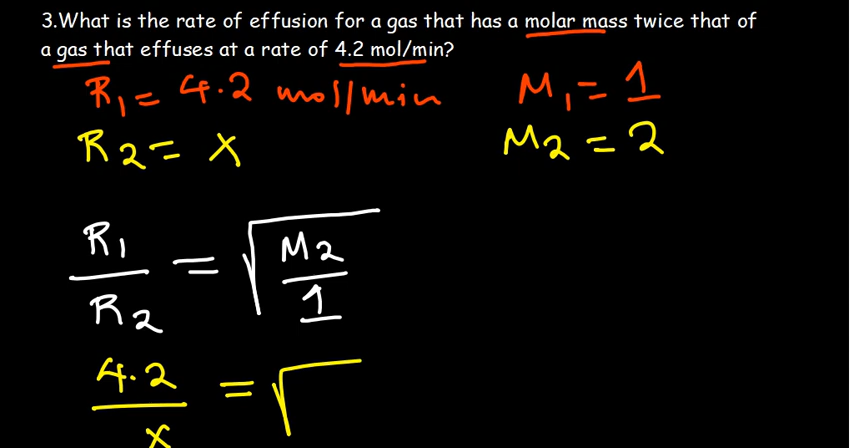 3.What is the rate of effusion for a gas that has a molar mass twice that of
a gas that effuses at a rate of 4.2 mol/min?
R₁ = 4.2 mol/min M₁ = 1
R2 = x M2 = 2
R₁/R2 = √(M2/1)
4.2/x = √